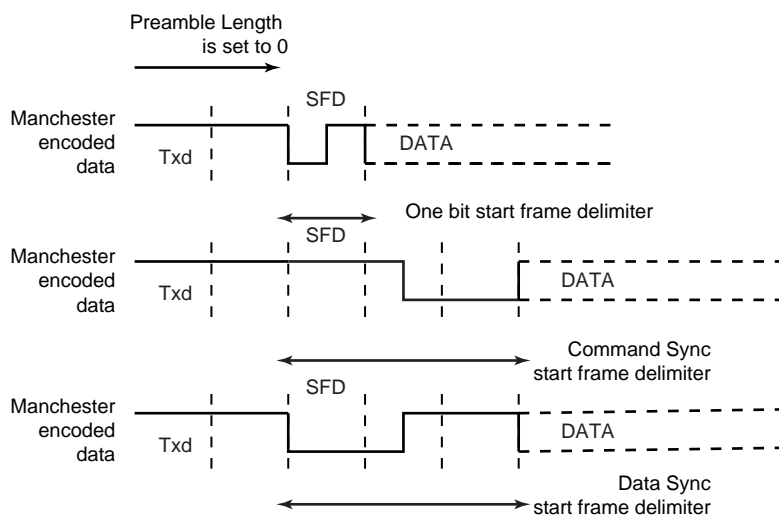 Preamble Length
is set to 0
SFD
Manchester
encoded
data
Txd
DATA
One bit start frame delimiter
SFD
Manchester
encoded
data
Txd
DATA
Command Sync
start frame delimiter
SFD
Manchester
encoded
data
Txd
DATA
Data Sync
start frame delimiter